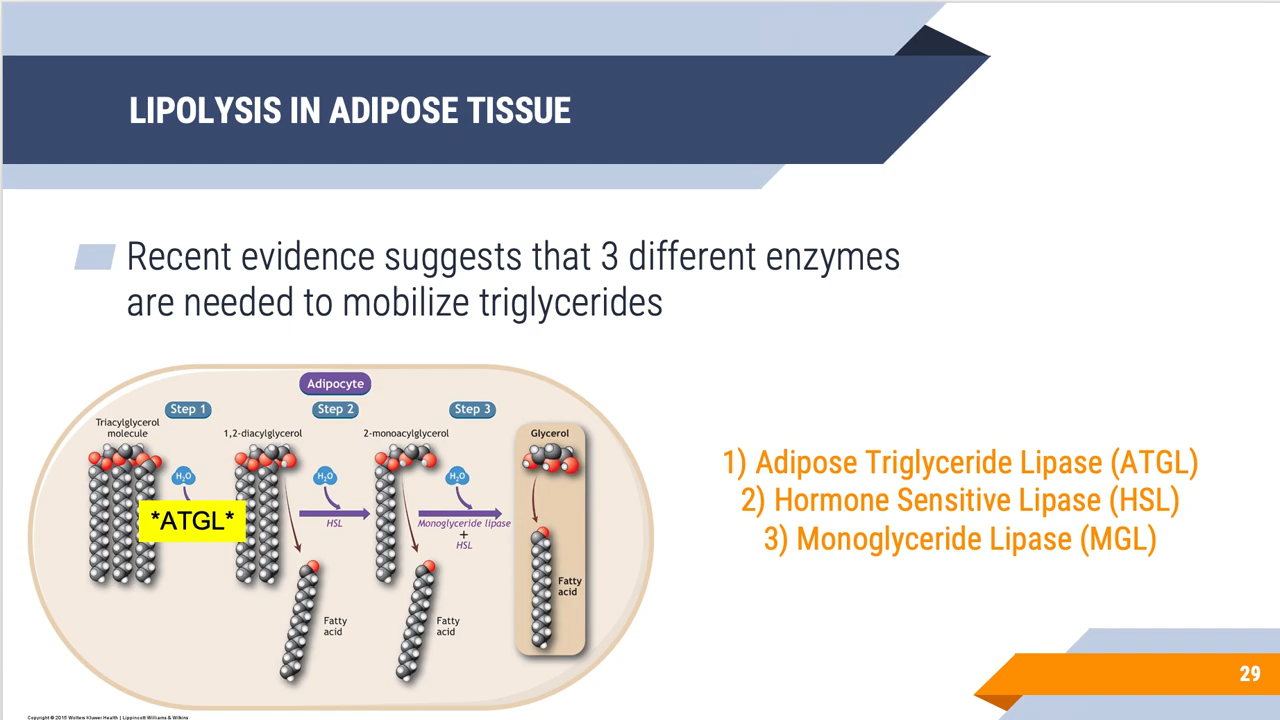 LIPOLYSIS IN ADIPOSE TISSUE
Recent evidence suggests that 3 different enzymes
are needed to mobilize triglycerides
Adipocyte
Step 1
Step 2
Step 3
Triacylglycerol
molecule
1,2-diacylglycerol
2-monoacylglycerol
Glycerol
H₂O
H₂O
H₂O
*ATGL*
HSL
Monoglyceride lipase
+
HSL
Fatty
acid
Fatty
acid
Fatty
acid
1) Adipose Triglyceride Lipase (ATGL)
2) Hormone Sensitive Lipase (HSL)
3) Monoglyceride Lipase (MGL)
29
Copyright © 2015 Wolters Kluwer Health | Lippincott Williams & Wilkins